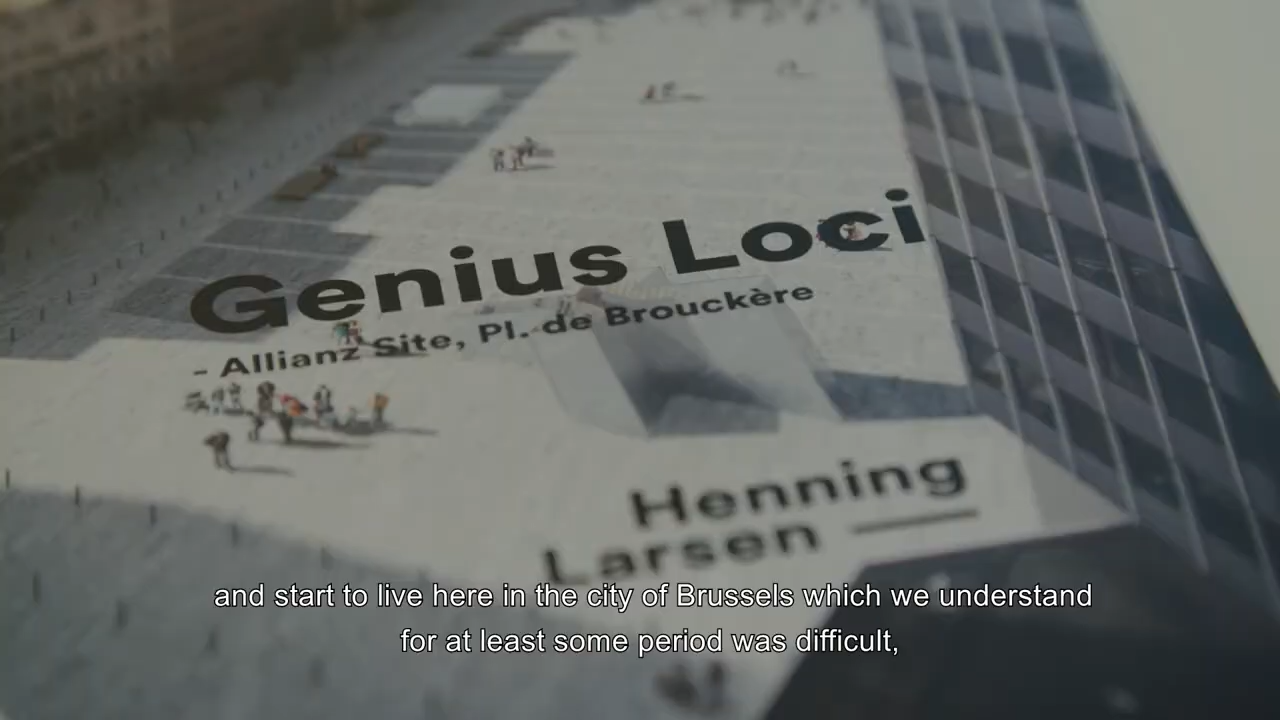 Genius Loci
- Allianz Site, Pl. de Brouckère
Henning
Larsen
and start to live here in the city of Brussels which we understand
for at least some period was difficult,